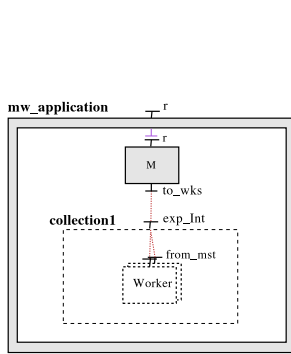 r
mw_application
r
M
to_wks
exp_Int
collection1
from_mst
Worker